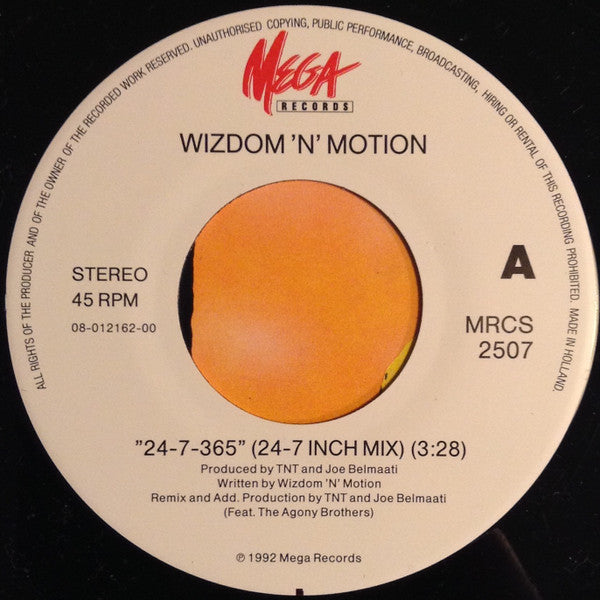 ALL RIGHTS OF THE PRODUCER AND OF THE OWNER OF THE RECORDED WORK RESERVED. UNAUTHORISED COPYING, PUBLIC PERFORMANCE, BROADCASTING, HIRING OR RENTAL OF THIS RECORDING PROHIBITED. MADE IN HOLLAND.
MEGA
RECORDS
WIZDOM 'N' MOTION
STEREO
45 RPM
08-012162-00
A
MRCS
2507
"24-7-365" (24-7 INCH MIX) (3:28)
Produced by TNT and Joe Belmaati
Written by Wizdom 'N' Motion
Remix and Add. Production by TNT and Joe Belmaati
(Feat. The Agony Brothers)
℗ 1992 Mega Records